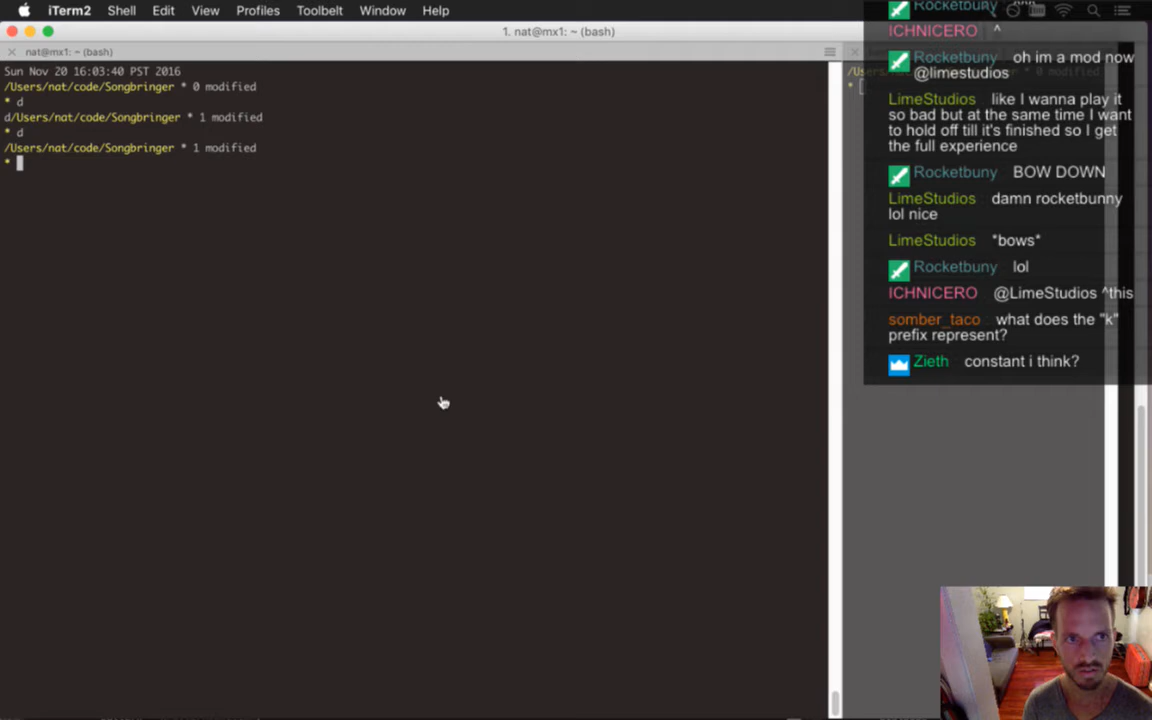 iTerm2 Shell Edit View Profiles Toolbelt Window Help
1. nat@mx1: ~ (bash)
nat@mx1: ~ (bash)
Sun Nov 20 16:03:40 PST 2016
/Users/nat/code/Songbringer * 0 modified
* d
d/Users/nat/code/Songbringer * 1 modified
* d
/Users/nat/code/Songbringer * 1 modified
*
*
Rocketbuny
ICHNICERO ^
Rocketbuny oh im a mod now
@limestudios
LimeStudios like I wanna play it
so bad but at the same time I want
to hold off till it's finished so I get
the full experience
Rocketbuny BOW DOWN
LimeStudios damn rocketbunny
lol nice
LimeStudios *bows*
Rocketbuny lol
ICHNICERO @LimeStudios ^this
somber_taco what does the "k"
prefix represent?
Zieth constant i think?